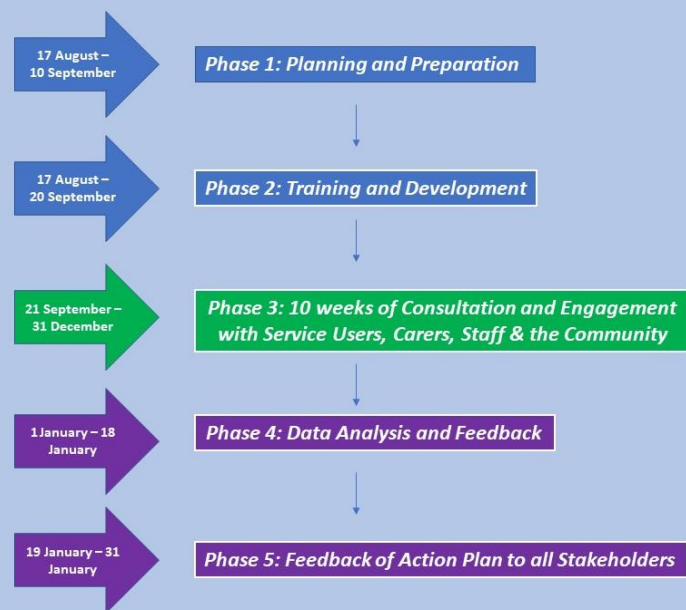 17 August –
10 September
Phase 1: Planning and Preparation
17 August –
20 September
Phase 2: Training and Development
21 September –
31 December
Phase 3: 10 weeks of Consultation and Engagement
with Service Users, Carers, Staff & the Community
1 January – 18
January
Phase 4: Data Analysis and Feedback
19 January – 31
January
Phase 5: Feedback of Action Plan to all Stakeholders